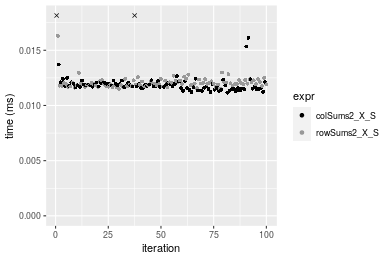 0.015
0.010
0.005
0.000
time (ms)
0
25
50
75
100
iteration
expr
colSums2_X_S
rowSums2_X_S